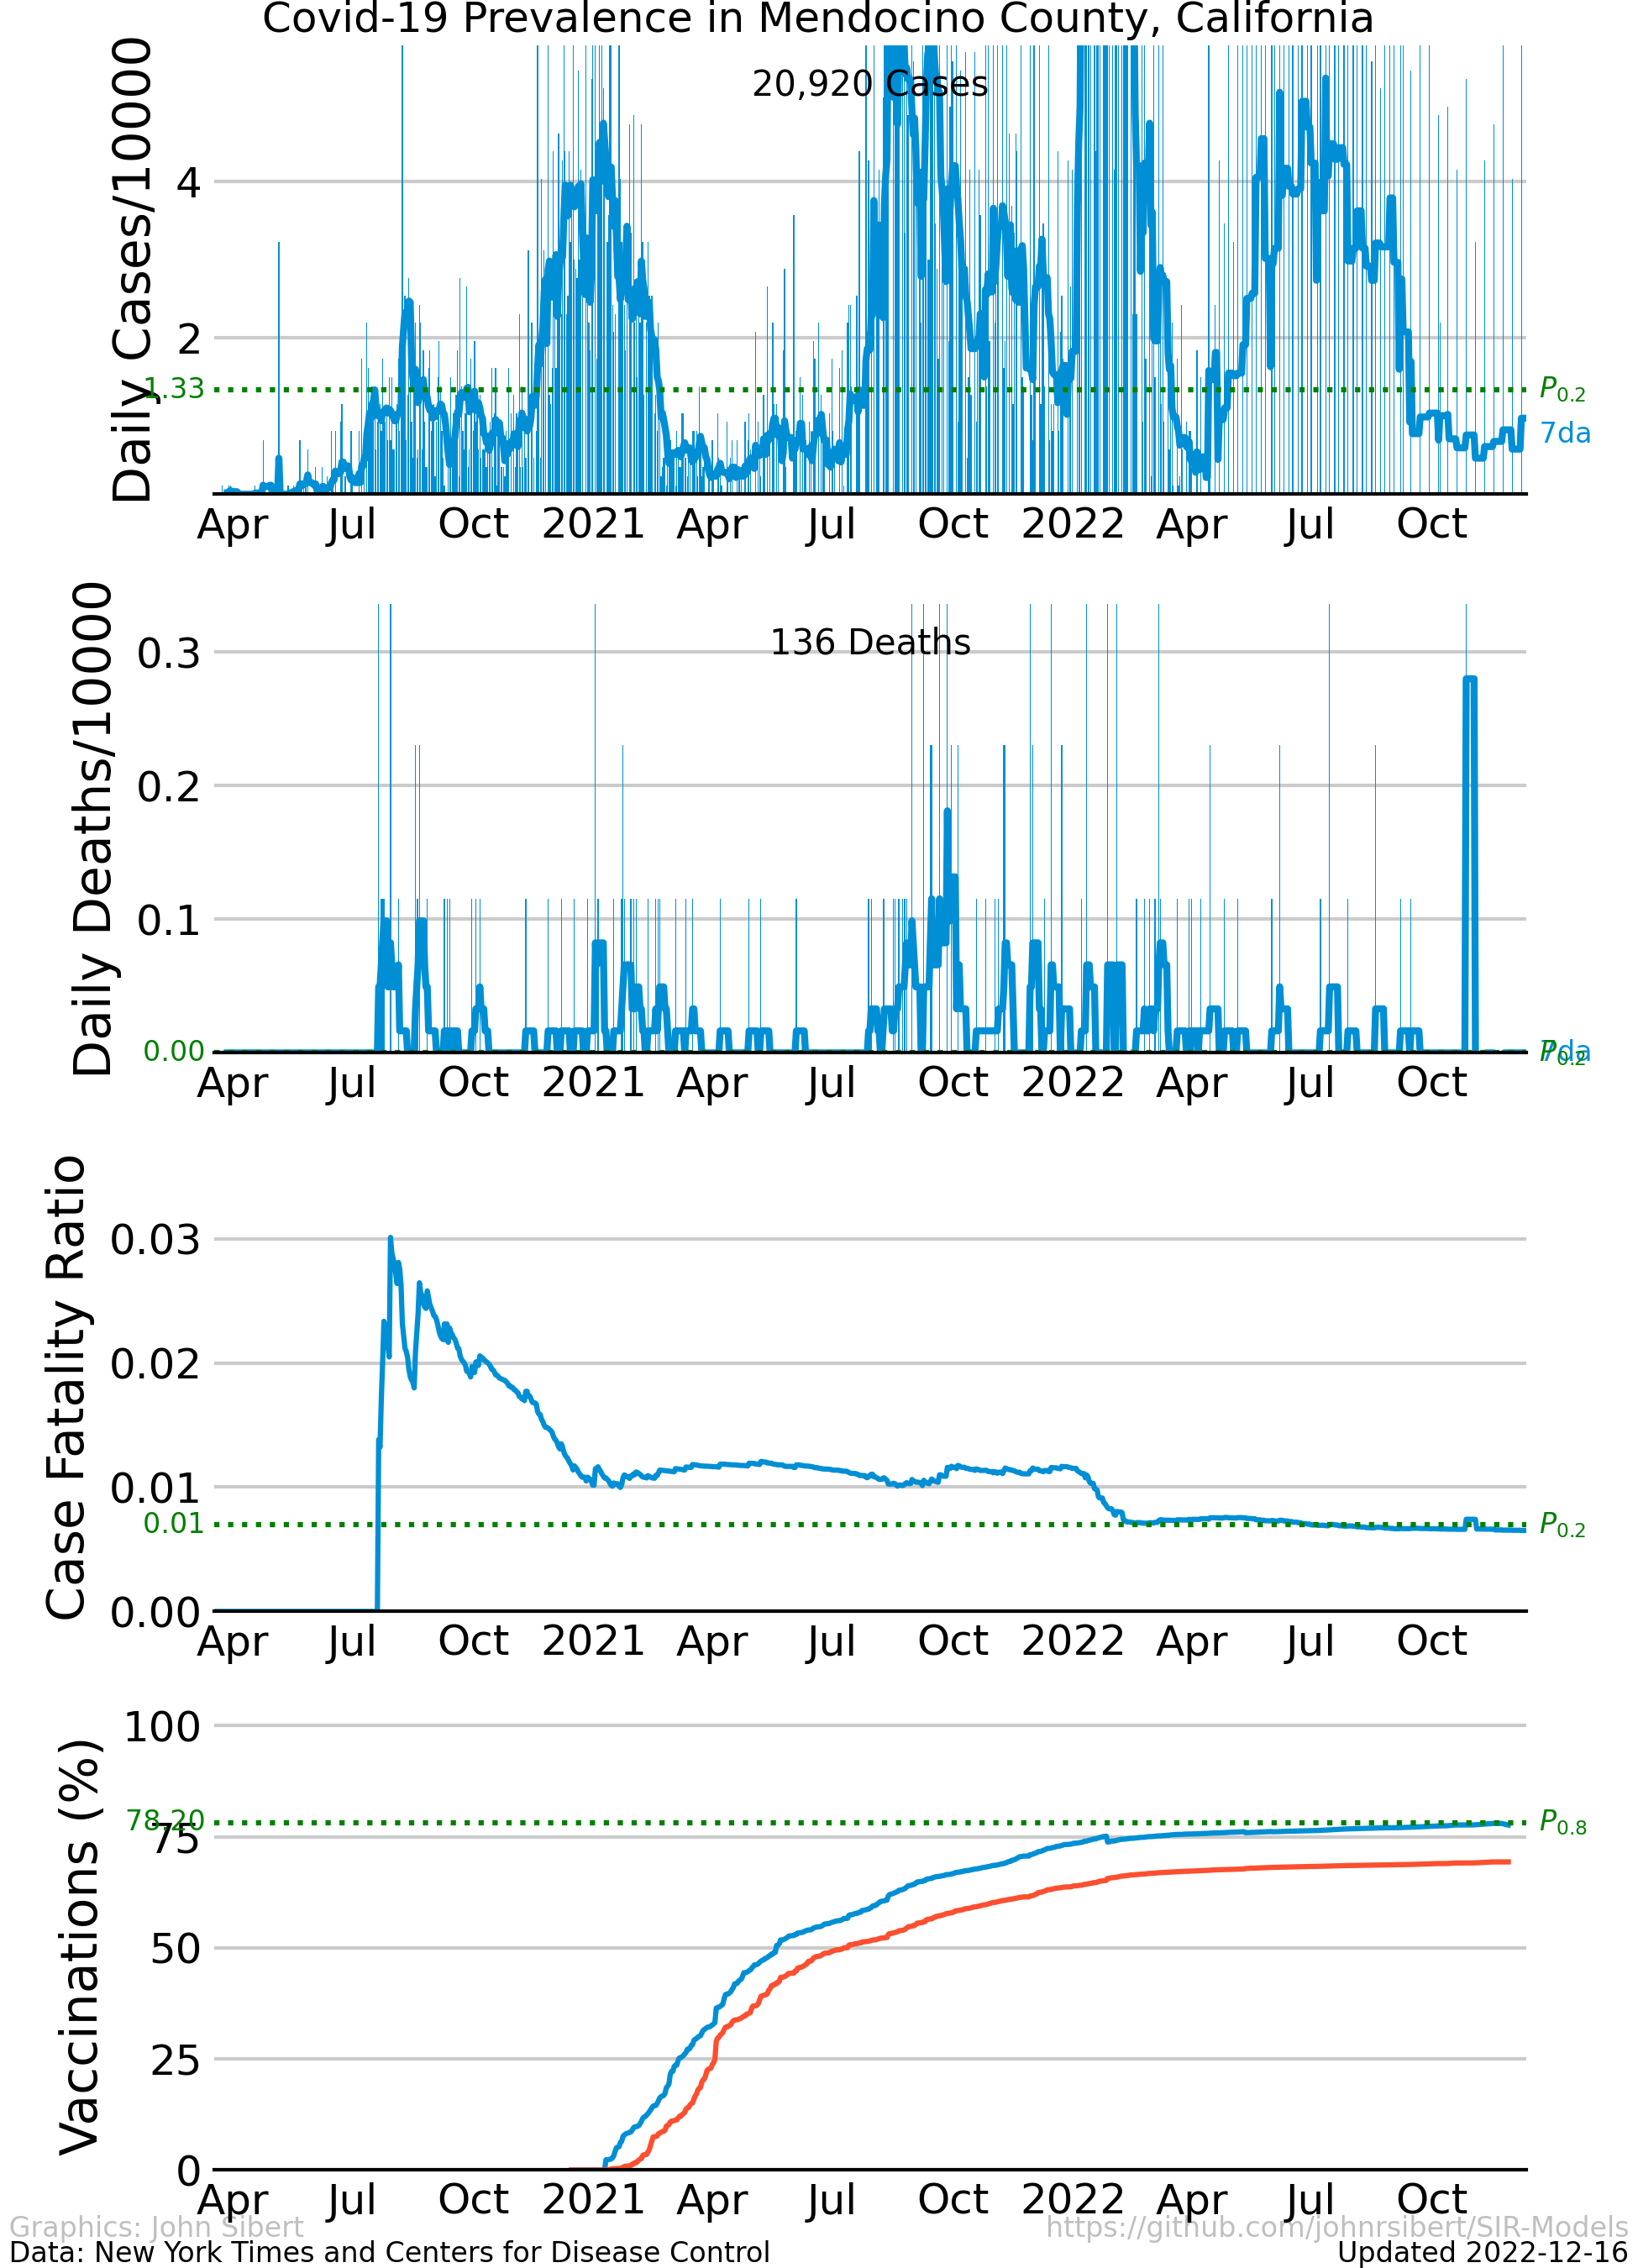 Covid-19 Prevalence in Mendocino County, California
20,920 Cases
Daily Cases/10000
4
2
1.33
P0.2
7da
Apr Jul Oct 2021 Apr Jul Oct 2022 Apr Jul Oct
136 Deaths
Daily Deaths/10000
0.3
0.2
0.1
0.00
P0.2
7da
Apr Jul Oct 2021 Apr Jul Oct 2022 Apr Jul Oct
Case Fatality Ratio
0.03
0.02
0.01
0.01
P0.2
0.00
Apr Jul Oct 2021 Apr Jul Oct 2022 Apr Jul Oct
Vaccinations (%)
100
78.20
P0.8
75
50
25
0
Apr Jul Oct 2021 Apr Jul Oct 2022 Apr Jul Oct
Graphics: John Sibert
https://github.com/johnrsibert/SIR-Models
Data: New York Times and Centers for Disease Control
Updated 2022-12-16